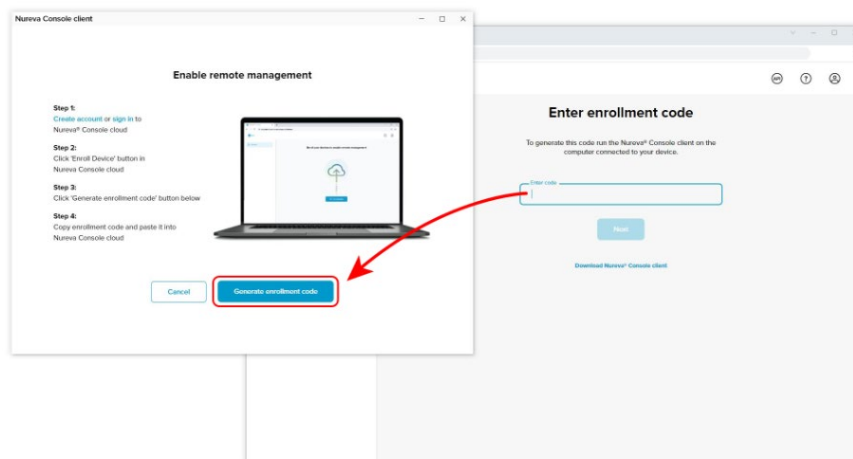 Nureva Console client
Enable remote management
Step 1:
Create account or sign in to
Nureva® Console cloud
Step 2:
Click 'Enroll Device' button in
Nureva Console cloud
Step 3:
Click 'Generate enrollment code' button below
Step 4:
Copy enrollment code and paste it into
Nureva Console cloud
Cancel
Generate enrollment code
Enter enrollment code
To generate this code run the Nureva® Console client on the
computer connected to your device.
Enter code
Next
Download Nureva® Console client